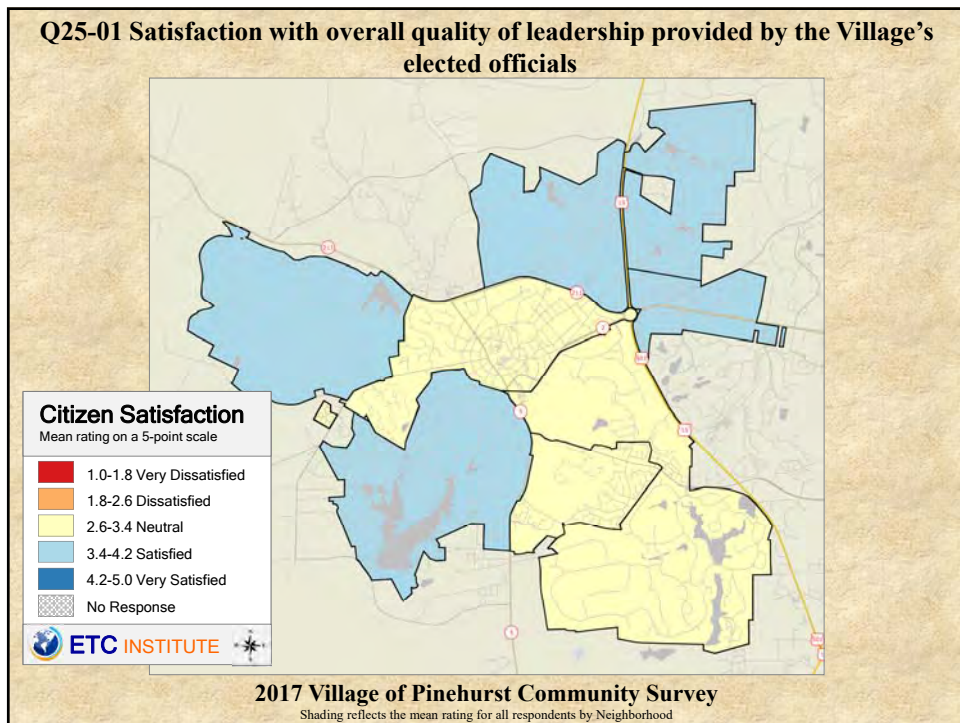 Q25-01 Satisfaction with overall quality of leadership provided by the Village’s
elected officials
Citizen Satisfaction
Mean rating on a 5-point scale
1.0-1.8 Very Dissatisfied
1.8-2.6 Dissatisfied
2.6-3.4 Neutral
3.4-4.2 Satisfied
4.2-5.0 Very Satisfied
No Response
ETC INSTITUTE
2017 Village of Pinehurst Community Survey
Shading reflects the mean rating for all respondents by Neighborhood